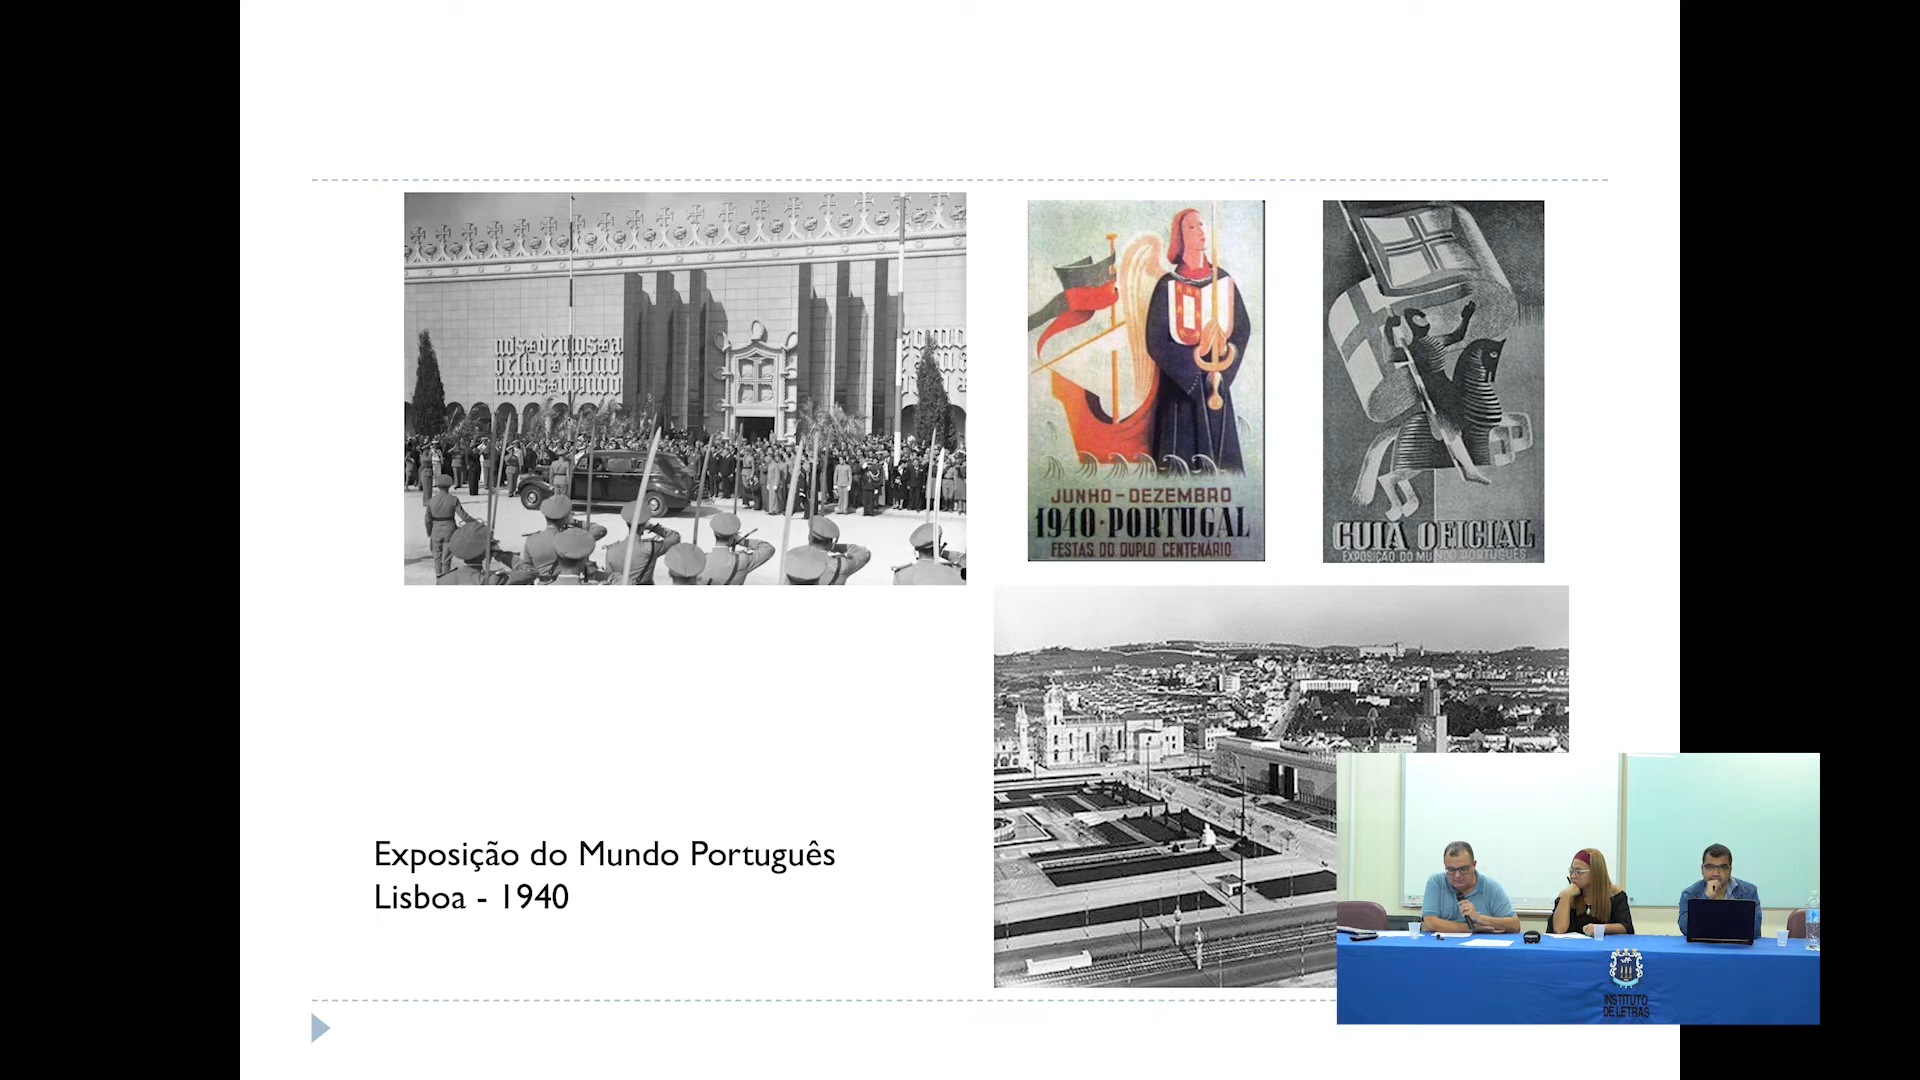 JUNHO - DEZEMBRO
1940 · PORTUGAL
FESTAS DO DUPLO CENTENÁRIO
GUIA OFICIAL
EXPOSIÇÃO DO MUNDO PORTUGUÊS
Exposição do Mundo Português
Lisboa - 1940
INSTITUTO
DE LETRAS